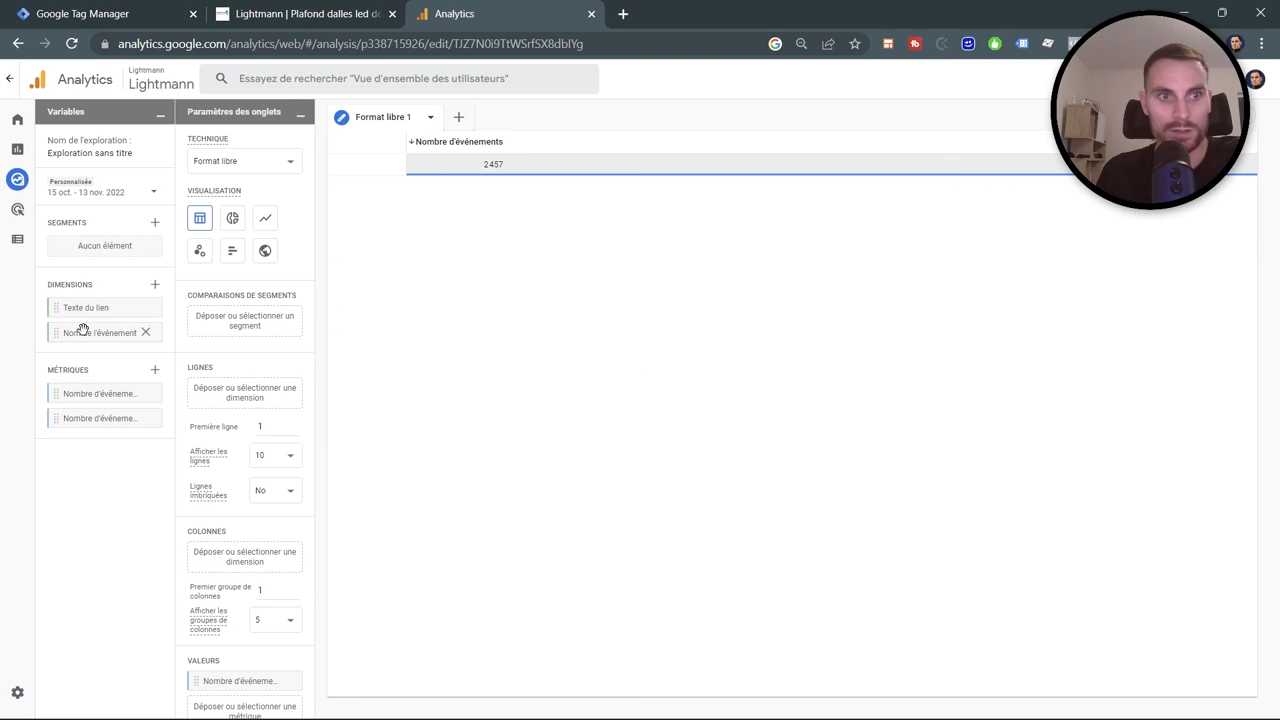 Google Tag Manager
Lightmann | Plafond dalles led d
Analytics
analytics.google.com/analytics/web/#/analysis/p338715926/edit/TJZ7N0i9TtWSrfSX8dbIYg
Analytics
Lightmann
Lightmann
Essayez de rechercher "Vue d'ensemble des utilisateurs"
Variables
Nom de l'exploration :
Exploration sans titre
Personnalisée
15 oct. - 13 nov. 2022
SEGMENTS
Aucun élément
DIMENSIONS
Texte du lien
l'événement
MÉTRIQUES
Nombre d'événeme...
Nombre d'événeme...
Paramètres des onglets
TECHNIQUE
Format libre
VISUALISATION
COMPARAISONS DE SEGMENTS
Déposer ou sélectionner un
segment
LIGNES
Déposer ou sélectionner une
dimension
Première ligne
1
Afficher les
lignes
10
Lignes
imbriquées
No
COLONNES
Déposer ou sélectionner une
dimension
Premier groupe de
colonnes
1
Afficher les
groupes de
colonnes
5
VALEURS
Nombre d'événeme...
Déposer ou sélectionner une
métrique
Format libre 1
Nombre d'événements
2 457